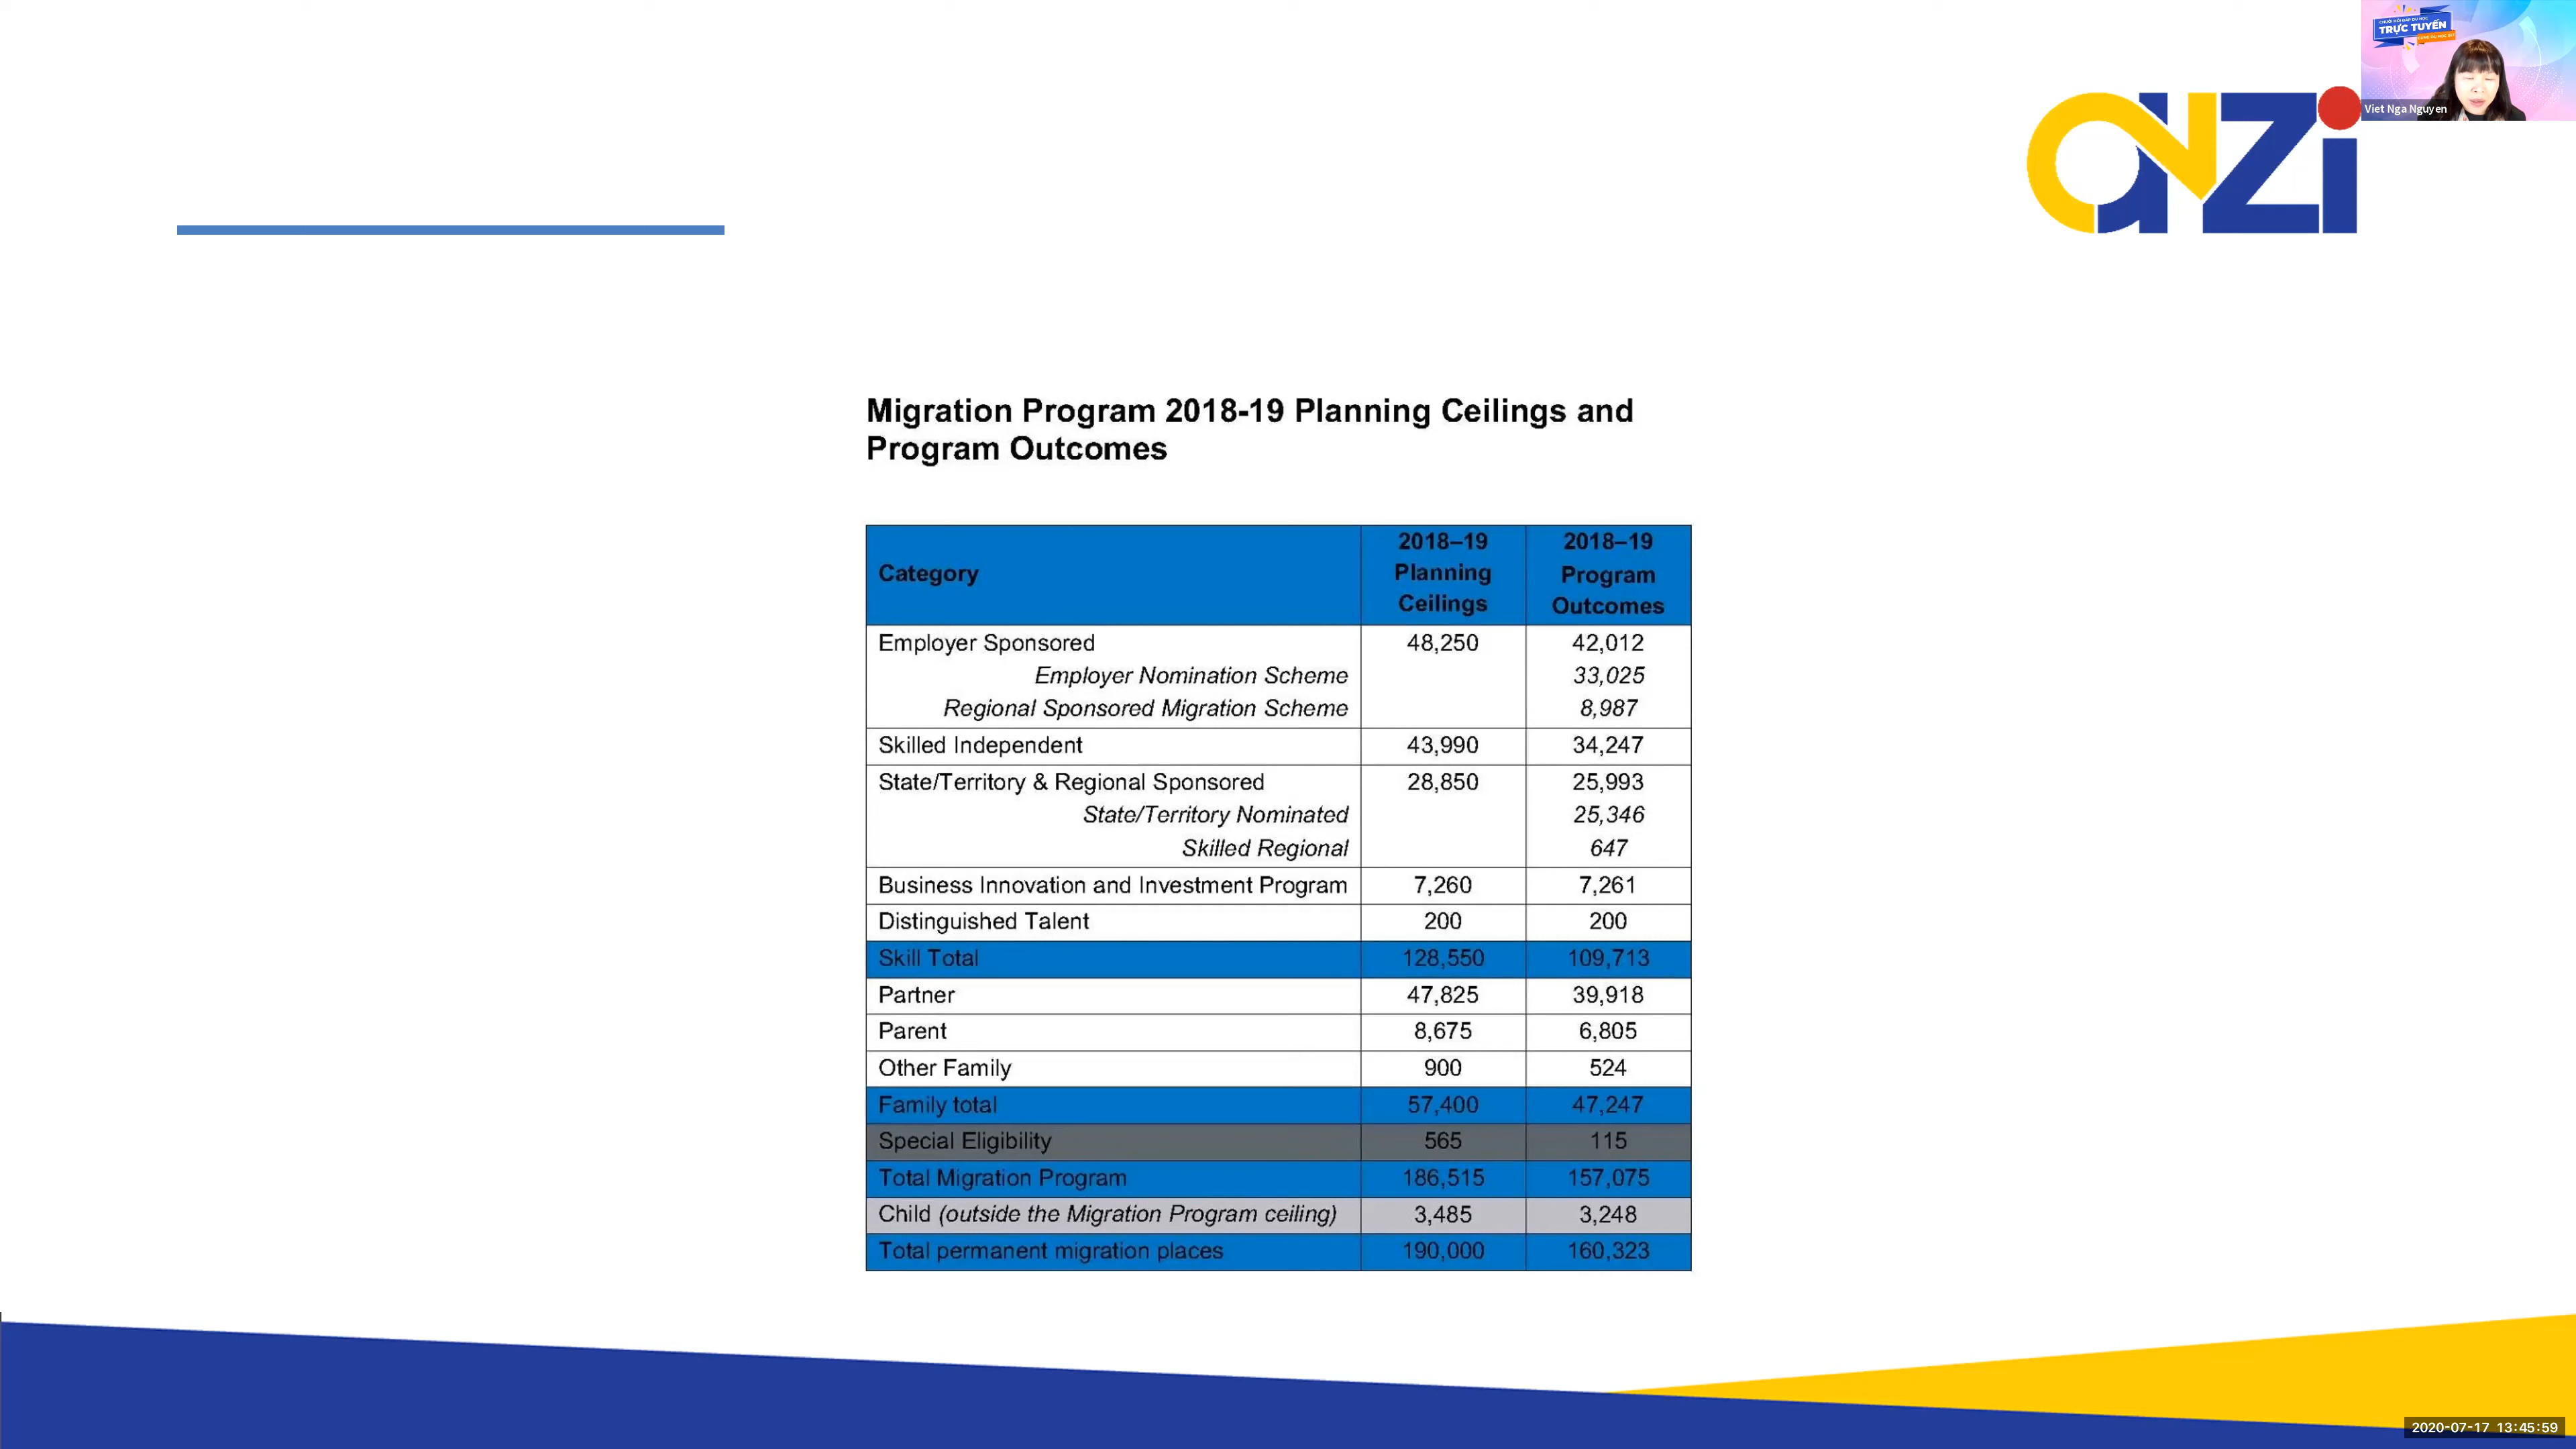 CHUỖI HỎI ĐÁP DU HỌC
TRỰC TUYẾN
Viet Nga Nguyen
anzi
Migration Program 2018-19 Planning Ceilings and
Program Outcomes
Category 2018–19 Planning Ceilings 2018–19 Program Outcomes
Employer Sponsored 48,250 42,012
Employer Nomination Scheme 33,025
Regional Sponsored Migration Scheme 8,987
Skilled Independent 43,990 34,247
State/Territory & Regional Sponsored 28,850 25,993
State/Territory Nominated 25,346
Skilled Regional 647
Business Innovation and Investment Program 7,260 7,261
Distinguished Talent 200 200
Skill Total 128,550 109,713
Partner 47,825 39,918
Parent 8,675 6,805
Other Family 900 524
Family total 57,400 47,247
Special Eligibility 565 115
Total Migration Program 186,515 157,075
Child (outside the Migration Program ceiling) 3,485 3,248
Total permanent migration places 190,000 160,323
2020-07-17 13:45:59